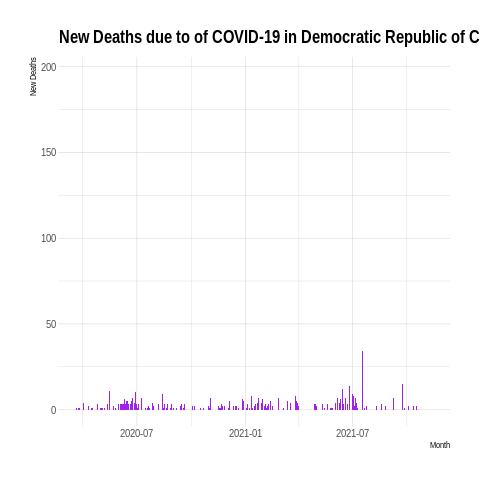 New Deaths due to of COVID-19 in Democratic Republic of C
New Deaths
200
150
100
50
0
2020-07
2021-01
2021-07
Month